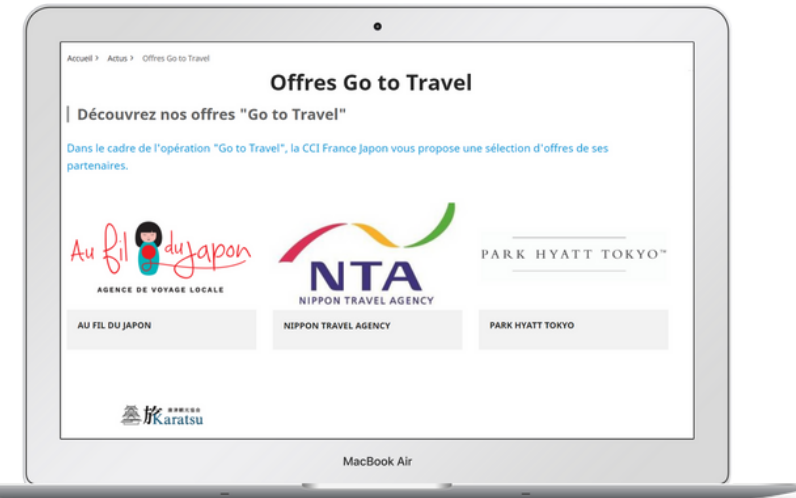 Accueil > Actus > Offres Go to Travel
Offres Go to Travel
Découvrez nos offres "Go to Travel"
Dans le cadre de l'opération "Go to Travel", la CCI France Japon vous propose une sélection d'offres de ses
partenaires.
Au fil du japon
AGENCE DE VOYAGE LOCALE
NTA
NIPPON TRAVEL AGENCY
PARK HYATT TOKYO™
AU FIL DU JAPON
NIPPON TRAVEL AGENCY
PARK HYATT TOKYO
旅Karatsu
MacBook Air